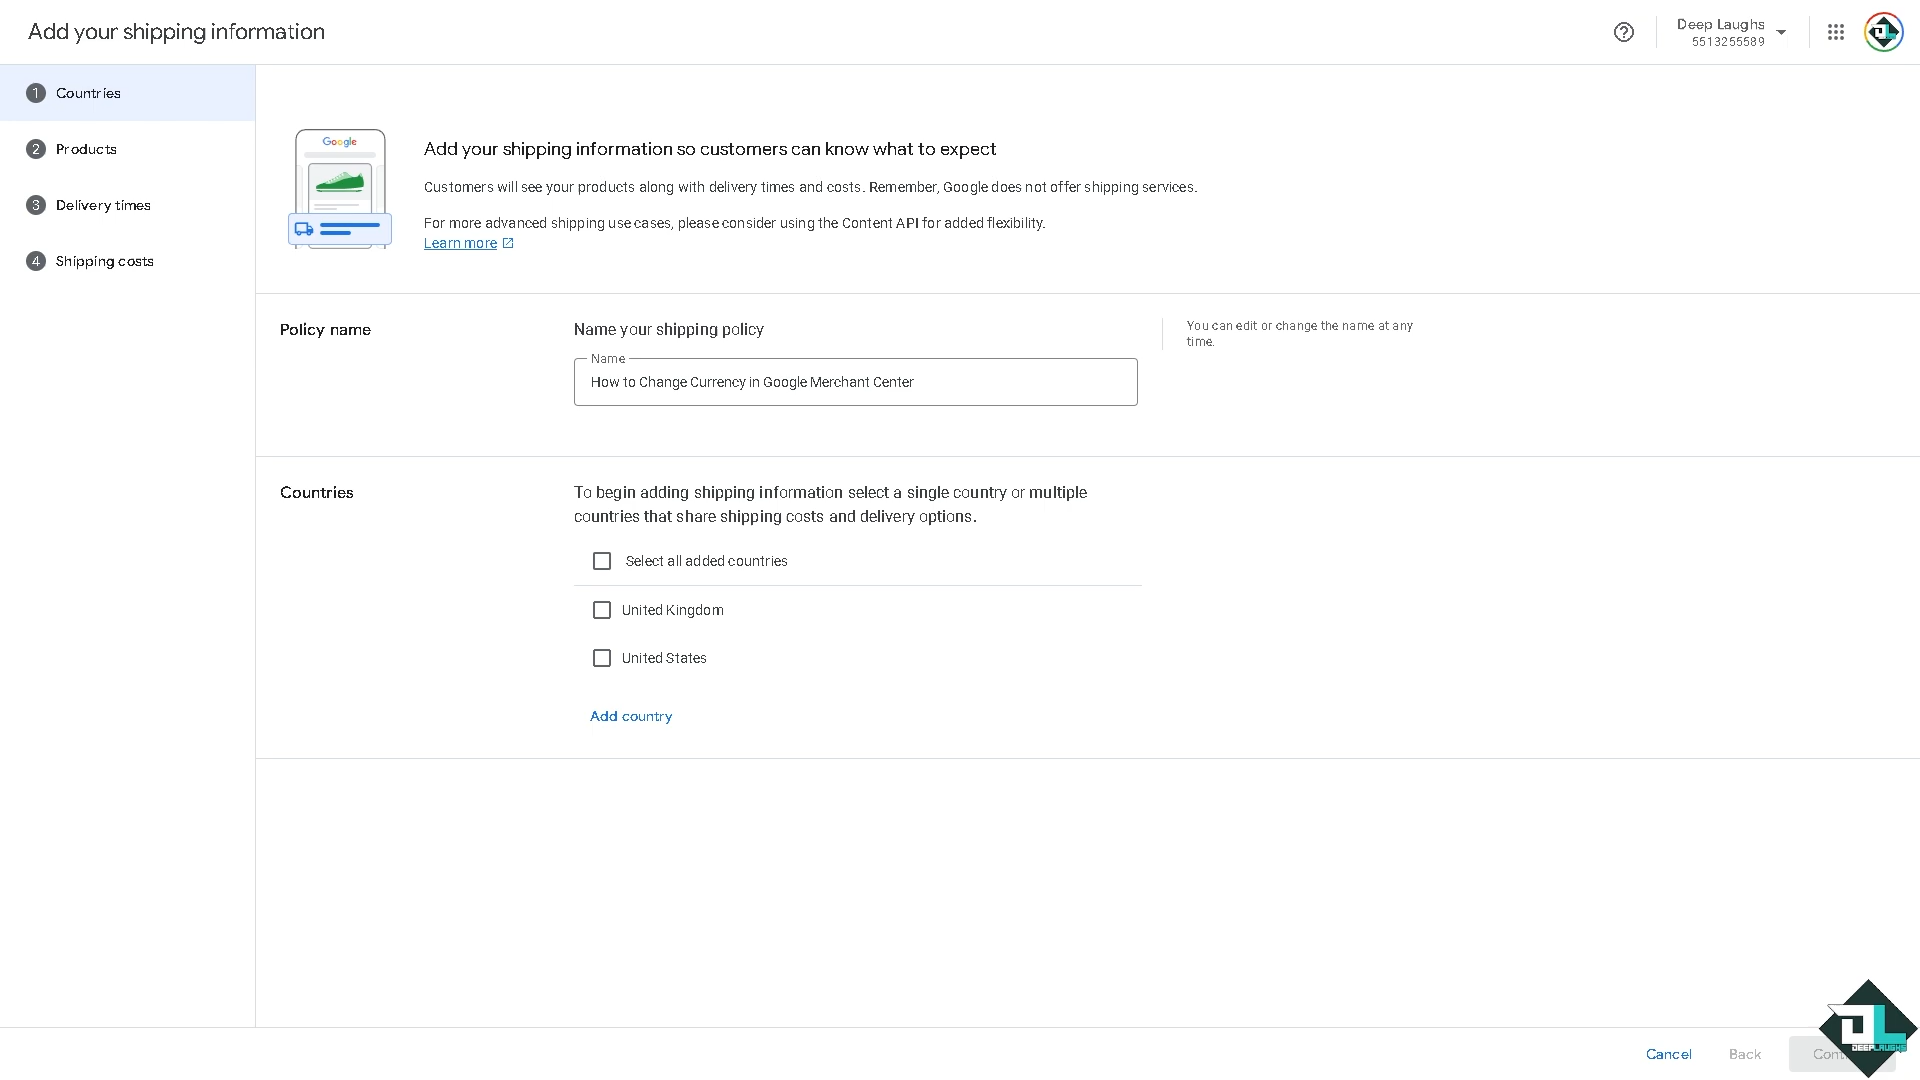 Add your shipping information
Deep Laughs
5513255589
1 Countries
2 Products
3 Delivery times
4 Shipping costs
Google
Add your shipping information so customers can know what to expect
Customers will see your products along with delivery times and costs. Remember, Google does not offer shipping services.
For more advanced shipping use cases, please consider using the Content API for added flexibility.
Learn more
Policy name
Name your shipping policy
Name
How to Change Currency in Google Merchant Center
You can edit or change the name at any
time.
Countries
To begin adding shipping information select a single country or multiple
countries that share shipping costs and delivery options.
Select all added countries
United Kingdom
United States
Add country
Cancel
Back
DEEPLAUGHS